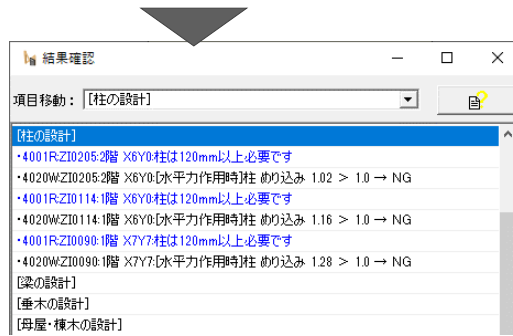 結果確認
項目移動： [柱の設計]
[柱の設計]
・4001R:ZI0205:2階 X6Y0:柱は120mm以上必要です
・4020W:ZI0205:2階 X6Y0:[水平力作用時]柱 めり込み 1.02 ＞ 1.0 → NG
・4001R:ZI0114:1階 X6Y0:柱は120mm以上必要です
・4020W:ZI0114:1階 X6Y0:[水平力作用時]柱 めり込み 1.16 ＞ 1.0 → NG
・4001R:ZI0090:1階 X7Y7:柱は120mm以上必要です
・4020W:ZI0090:1階 X7Y7:[水平力作用時]柱 めり込み 1.28 ＞ 1.0 → NG
[梁の設計]
[垂木の設計]
[母屋・棟木の設計]